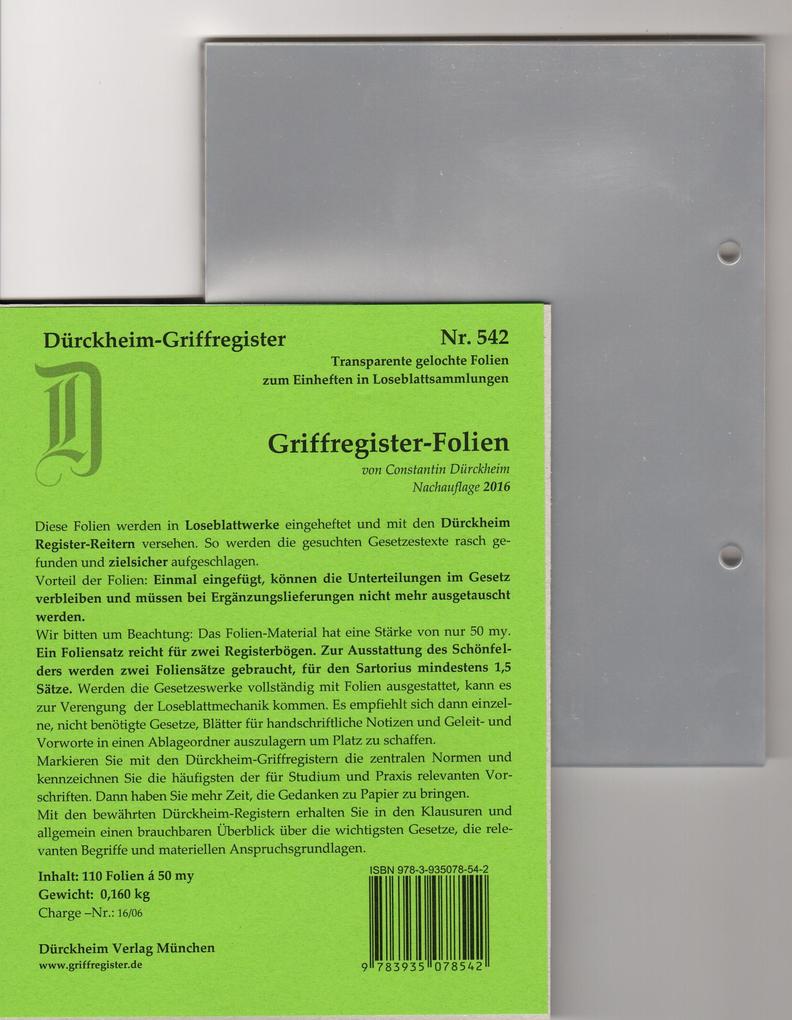 Dürckheim-Griffregister
Nr. 542
Transparente gelochte Folien
zum Einheften in Loseblattsammlungen
D
Griffregister-Folien
von Constantin Dürckheim
Nachauflage 2016
Diese Folien werden in Loseblattwerke eingeheftet und mit den Dürckheim
Register-Reitern versehen. So werden die gesuchten Gesetzestexte rasch ge-
funden und zielsicher aufgeschlagen.
Vorteil der Folien: Einmal eingefügt, können die Unterteilungen im Gesetz
verbleiben und müssen bei Ergänzungslieferungen nicht mehr ausgetauscht
werden.
Wir bitten um Beachtung: Das Folien-Material hat eine Stärke von nur 50 my.
Ein Foliensatz reicht für zwei Registerbögen. Zur Ausstattung des Schönfel-
ders werden zwei Foliensätze gebraucht, für den Sartorius mindestens 1,5
Sätze. Werden die Gesetzeswerke vollständig mit Folien ausgestattet, kann es
zur Verengung der Loseblattmechanik kommen. Es empfiehlt sich dann einzel-
ne, nicht benötigte Gesetze, Blätter für handschriftliche Notizen und Geleit- und
Vorworte in einen Ablageordner auszulagern um Platz zu schaffen.
Markieren Sie mit den Dürckheim-Griffregistern die zentralen Normen und
kennzeichnen Sie die häufigsten der für Studium und Praxis relevanten Vor-
schriften. Dann haben Sie mehr Zeit, die Gedanken zu Papier zu bringen.
Mit den bewährten Dürckheim-Registern erhalten Sie in den Klausuren und
allgemein einen brauchbaren Überblick über die wichtigsten Gesetze, die rele-
vanten Begriffe und materiellen Anspruchsgrundlagen.
Inhalt: 110 Folien á 50 my
Gewicht: 0,160 kg
Charge –Nr.: 16/06
Dürckheim Verlag München
www.griffregister.de
ISBN 978-3-935078-54-2
9 783935 078542